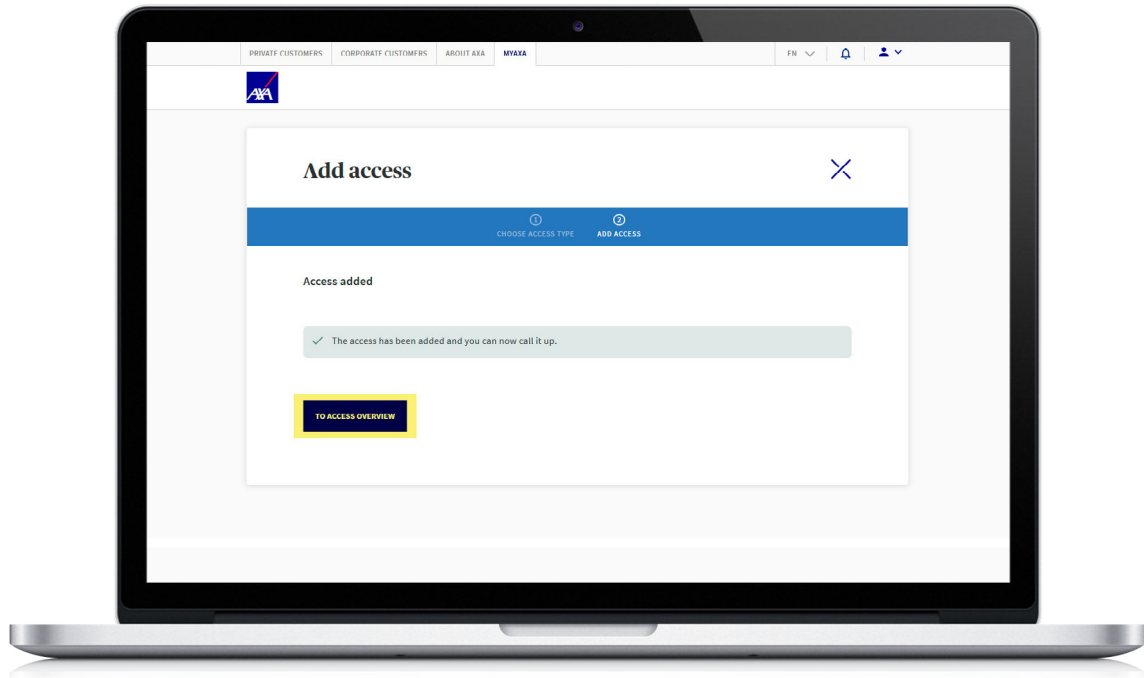 PRIVATE CUSTOMERS CORPORATE CUSTOMERS ABOUT AXA MYAXA EN
AXA
Add access
1 2
CHOOSE ACCESS TYPE ADD ACCESS
Access added
The access has been added and you can now call it up.
TO ACCESS OVERVIEW